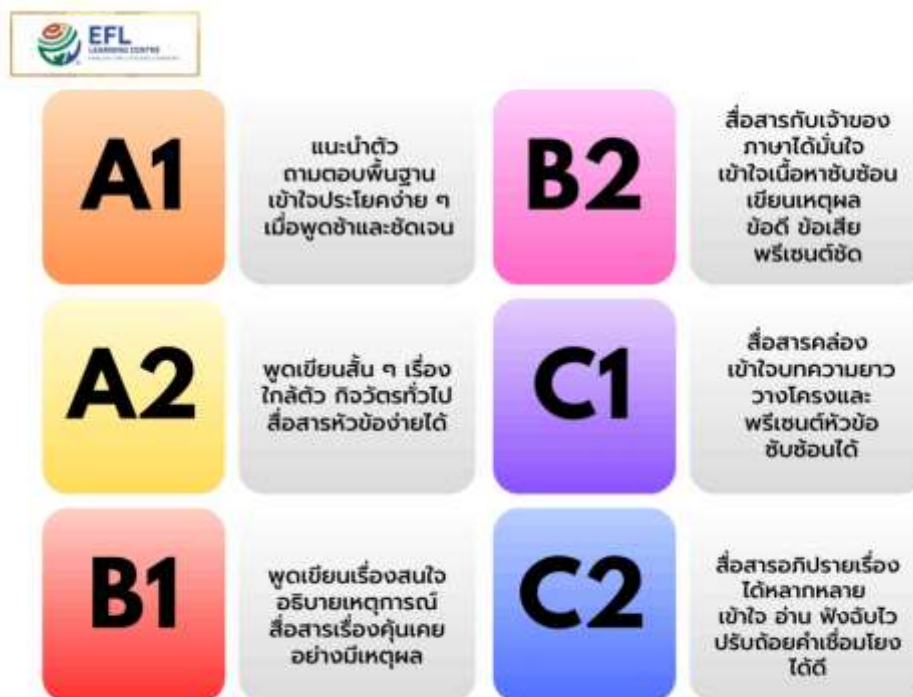 EFL
LEARNING CENTRE
A1
แนะนำตัว
ถามตอบพื้นฐาน
เข้าใจประโยคง่าย ๆ
เมื่อพูดช้าและชัดเจน
A2
พูดเขียนสั้น ๆ เรื่อง
ใกล้ตัว กิจวัตรทั่วไป
สื่อสารหัวข้อง่ายได้
B1
พูดเขียนเรื่องสนใจ
อธิบายเหตุการณ์
สื่อสารเรื่องคุ้นเคย
อย่างมีเหตุผล
B2
สื่อสารกับเจ้าของ
ภาษาได้มั่นใจ
เข้าใจเนื้อหาซับซ้อน
เขียนเหตุผล
ข้อดี ข้อเสีย
พรีเซนต์ชัด
C1
สื่อสารคล่อง
เข้าใจบทความยาว
วางโครงและ
พรีเซนต์หัวข้อ
ซับซ้อนได้
C2
สื่อสารอภิปรายเรื่อง
ได้หลากหลาย
เข้าใจ อ่าน ฟังฉับไว
ปรับถ้อยคำเชื่อมโยง
ได้ดี